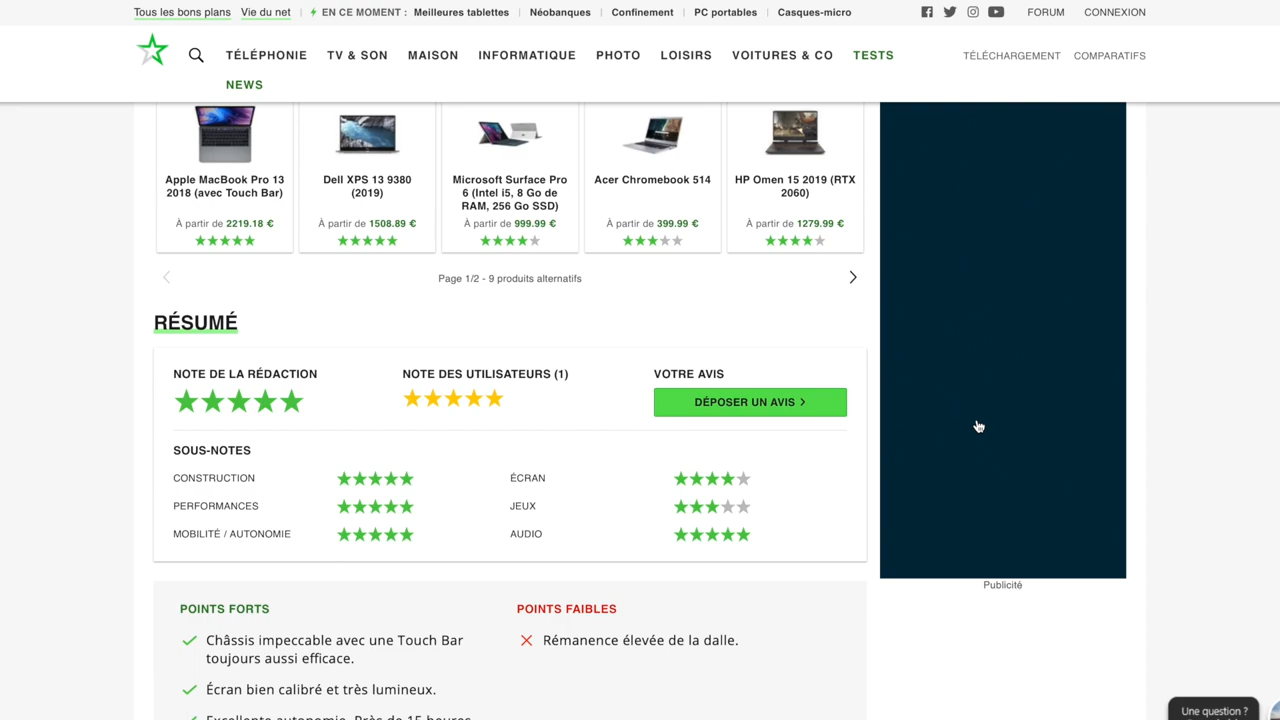 Tous les bons plans Vie du net EN CE MOMENT : Meilleures tablettes Néobanques Confinement PC portables Casques-micro FORUM CONNEXION
TÉLÉPHONIE TV & SON MAISON INFORMATIQUE PHOTO LOISIRS VOITURES & CO TESTS TÉLÉCHARGEMENT COMPARATIFS
NEWS
Apple MacBook Pro 13
2018 (avec Touch Bar)
À partir de 2219.18 €
Dell XPS 13 9380
(2019)
À partir de 1508.89 €
Microsoft Surface Pro
6 (Intel i5, 8 Go de
RAM, 256 Go SSD)
À partir de 999.99 €
Acer Chromebook 514
À partir de 399.99 €
HP Omen 15 2019 (RTX
2060)
À partir de 1279.99 €
Page 1/2 - 9 produits alternatifs
RÉSUMÉ
NOTE DE LA RÉDACTION
NOTE DES UTILISATEURS (1)
VOTRE AVIS
DÉPOSER UN AVIS
SOUS-NOTES
CONSTRUCTION
ÉCRAN
PERFORMANCES
JEUX
MOBILITÉ / AUTONOMIE
AUDIO
Publicité
POINTS FORTS
Châssis impeccable avec une Touch Bar
toujours aussi efficace.
Écran bien calibré et très lumineux.
Excellente autonomie. Près de 15 heures
POINTS FAIBLES
Rémanence élevée de la dalle.
Une question ?